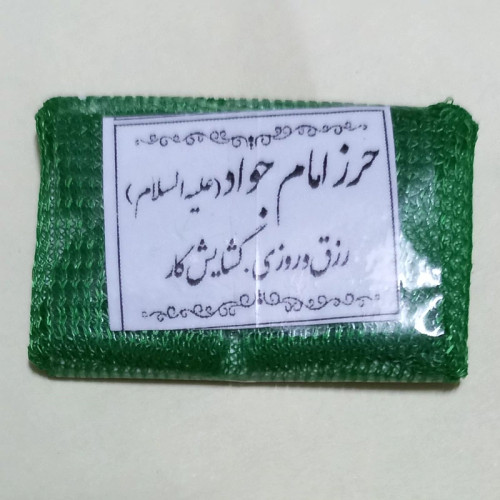 حرز امام جواد (علیه السلام)
رزق و روزی . گشایش کار